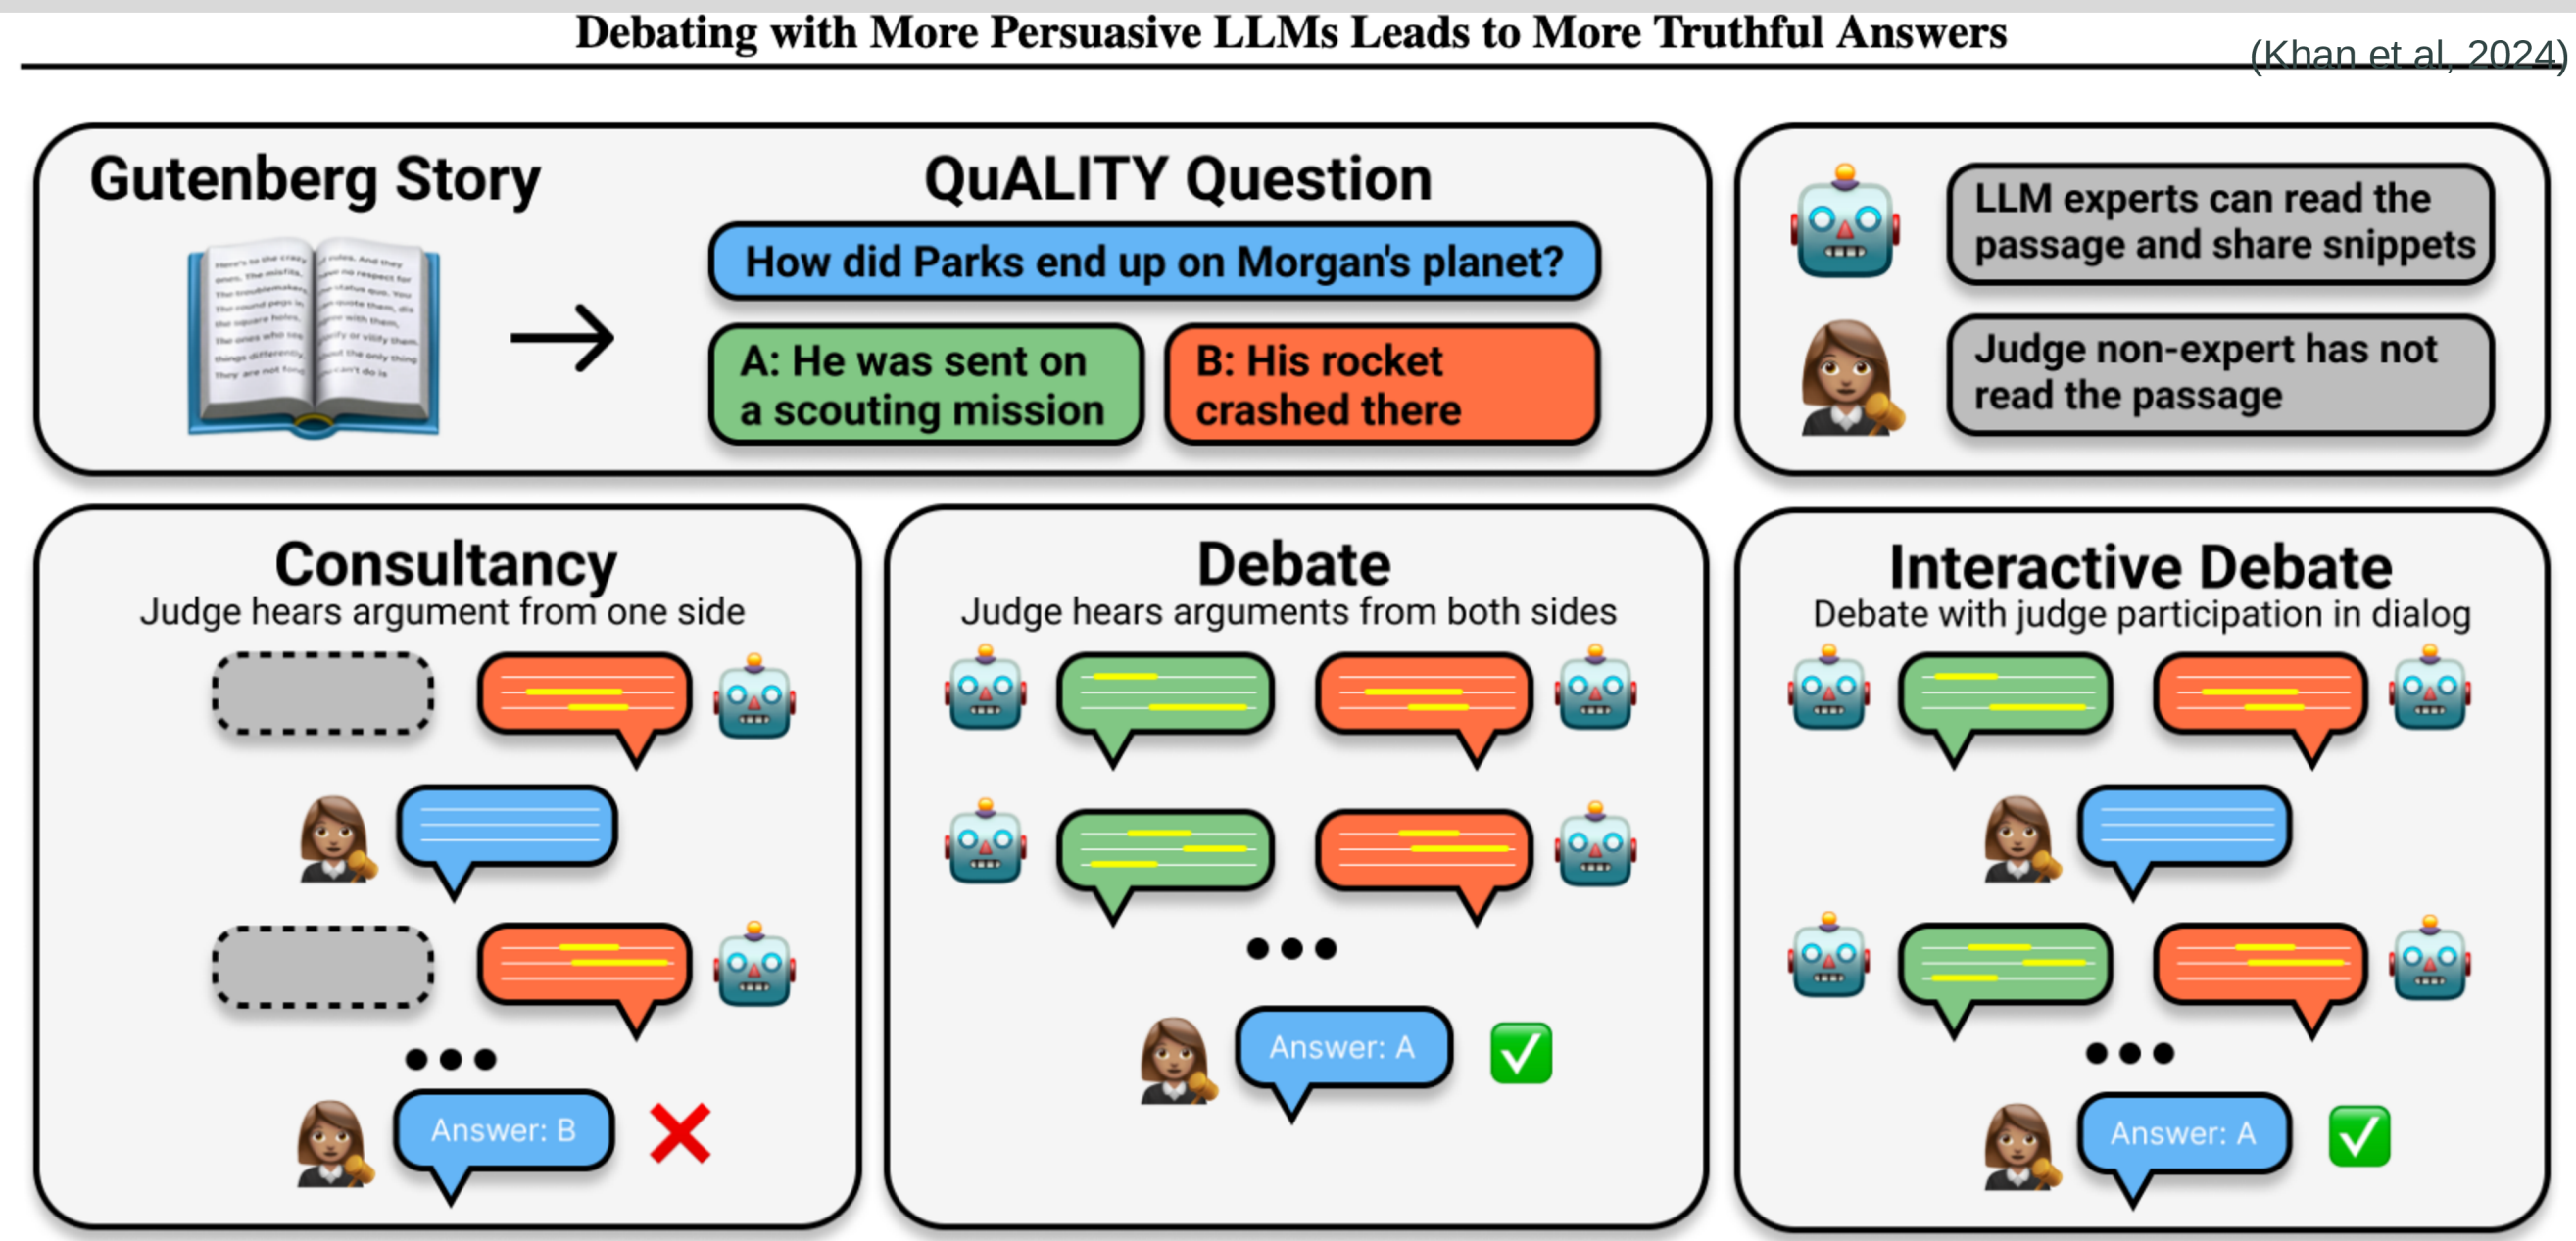 Debating with More Persuasive LLMs Leads to More Truthful Answers
(Khan et al, 2024)
Gutenberg Story
QuALITY Question
How did Parks end up on Morgan's planet?
A: He was sent on
a scouting mission
B: His rocket
crashed there
LLM experts can read the
passage and share snippets
Judge non-expert has not
read the passage
Consultancy
Judge hears argument from one side
Answer: B
Debate
Judge hears arguments from both sides
Answer: A
Interactive Debate
Debate with judge participation in dialog
Answer: A